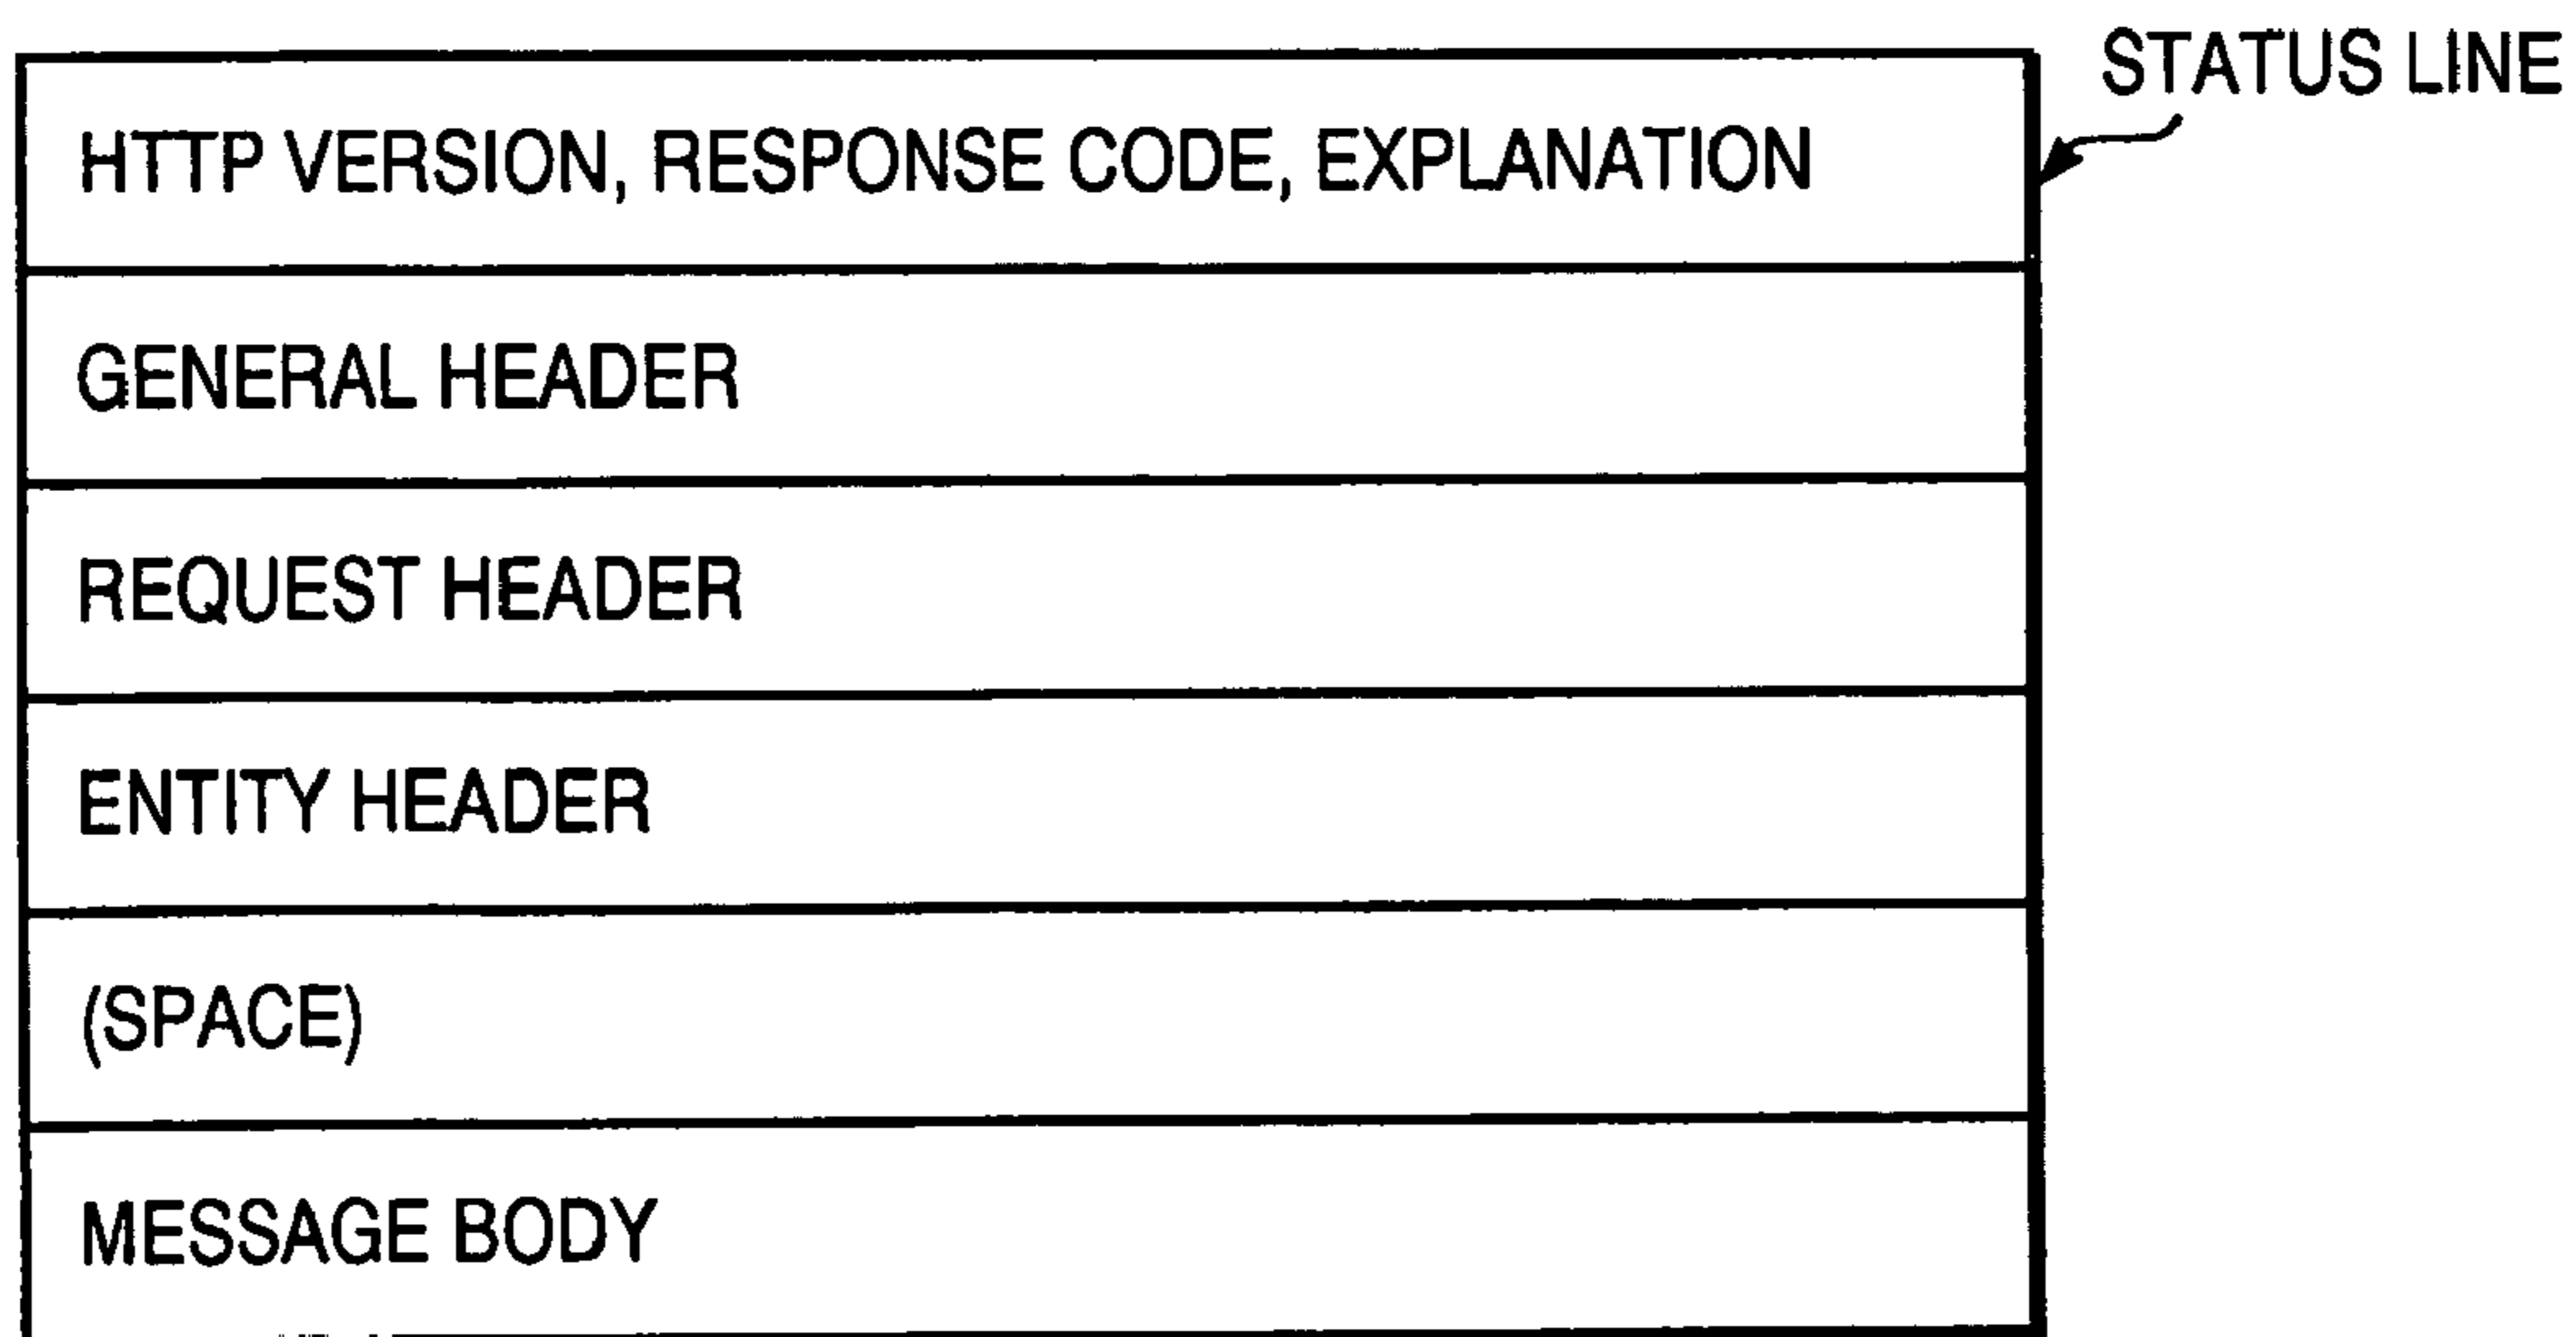 STATUS LINE
HTTP VERSION, RESPONSE CODE, EXPLANATION
GENERAL HEADER
REQUEST HEADER
ENTITY HEADER
(SPACE)
MESSAGE BODY